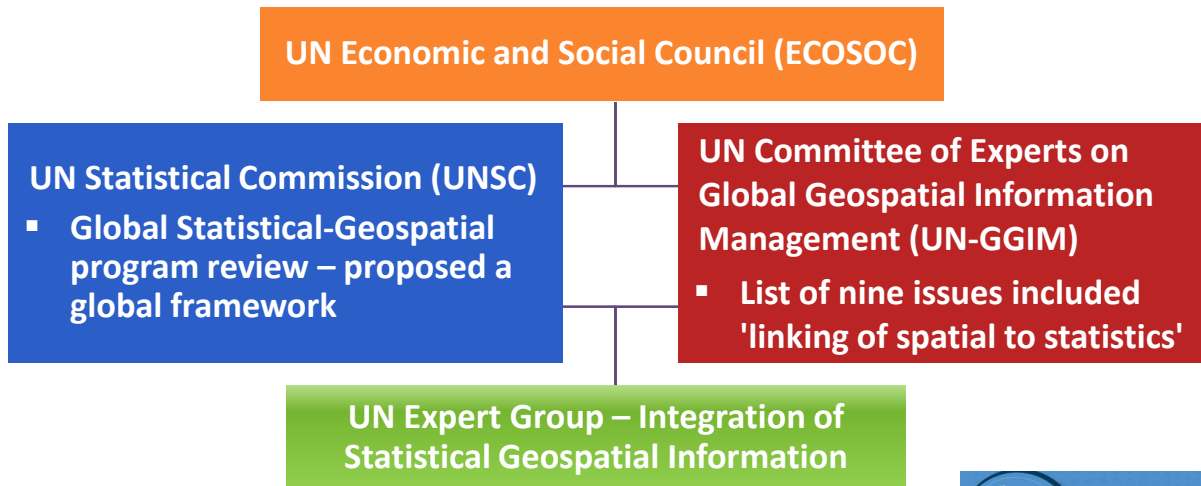 UN Economic and Social Council (ECOSOC)
UN Statistical Commission (UNSC)
▪ Global Statistical-Geospatial
program review – proposed a
global framework
UN Committee of Experts on
Global Geospatial Information
Management (UN-GGIM)
▪ List of nine issues included
'linking of spatial to statistics'
UN Expert Group – Integration of
Statistical Geospatial Information